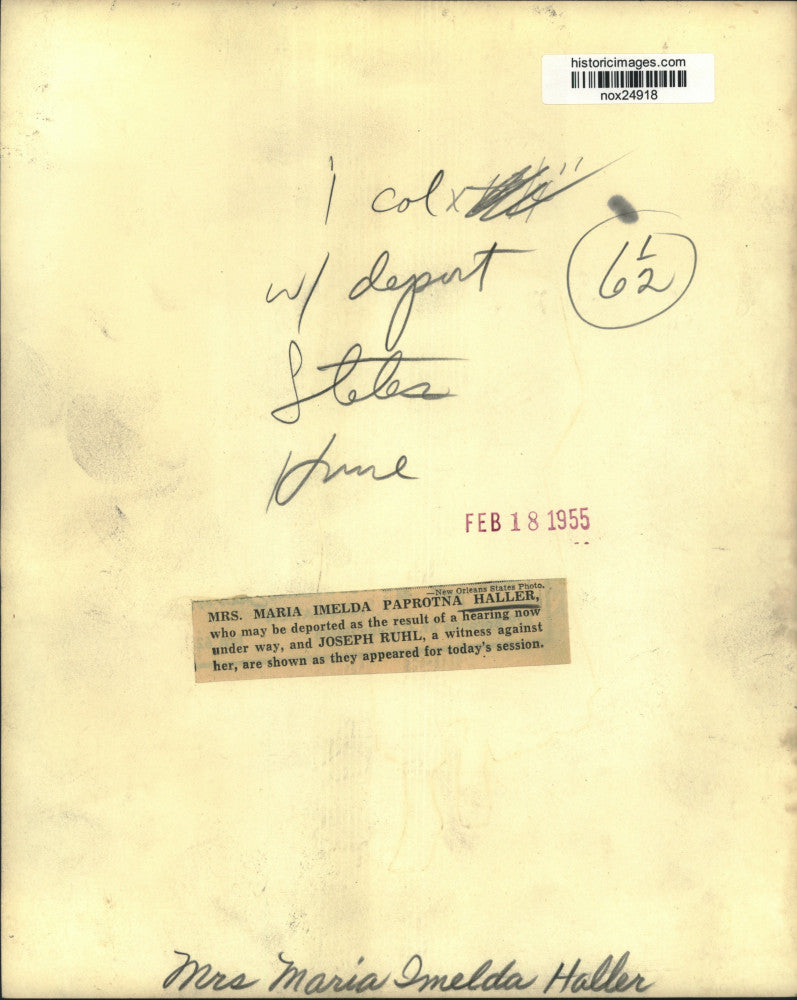 historicimages.com
nox24918
1 col x
w/ deport
6 1/2
States
FEB 18 1955
—New Orleans States Photo.
MRS. MARIA IMELDA PAPROTNA HALLER,
who may be deported as the result of a hearing now
under way, and JOSEPH RUHL, a witness against
her, are shown as they appeared for today's session.
Mrs Maria Imelda Haller